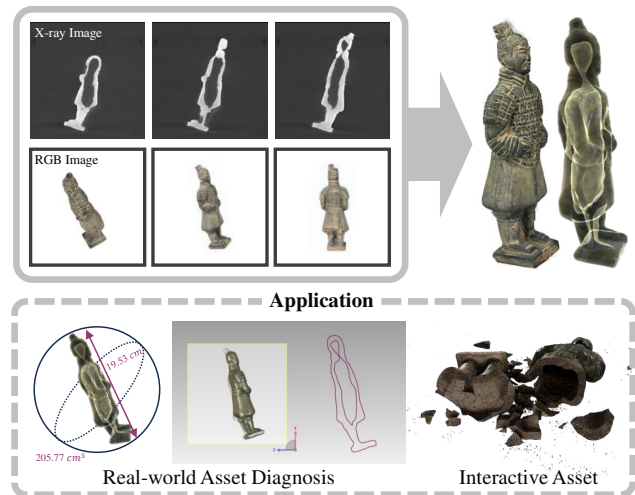 X-ray Image
RGB Image
Application
19.53 cm
205.77 cm³
Real-world Asset Diagnosis
Interactive Asset